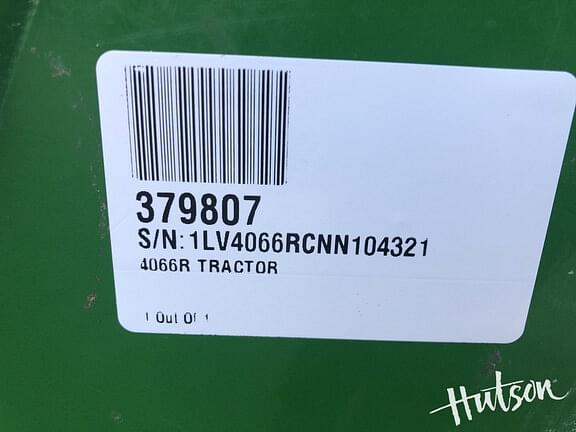 379807
S/N: 1LV4066RCNN104321
4066R TRACTOR
1 Out Of 1
Hutson